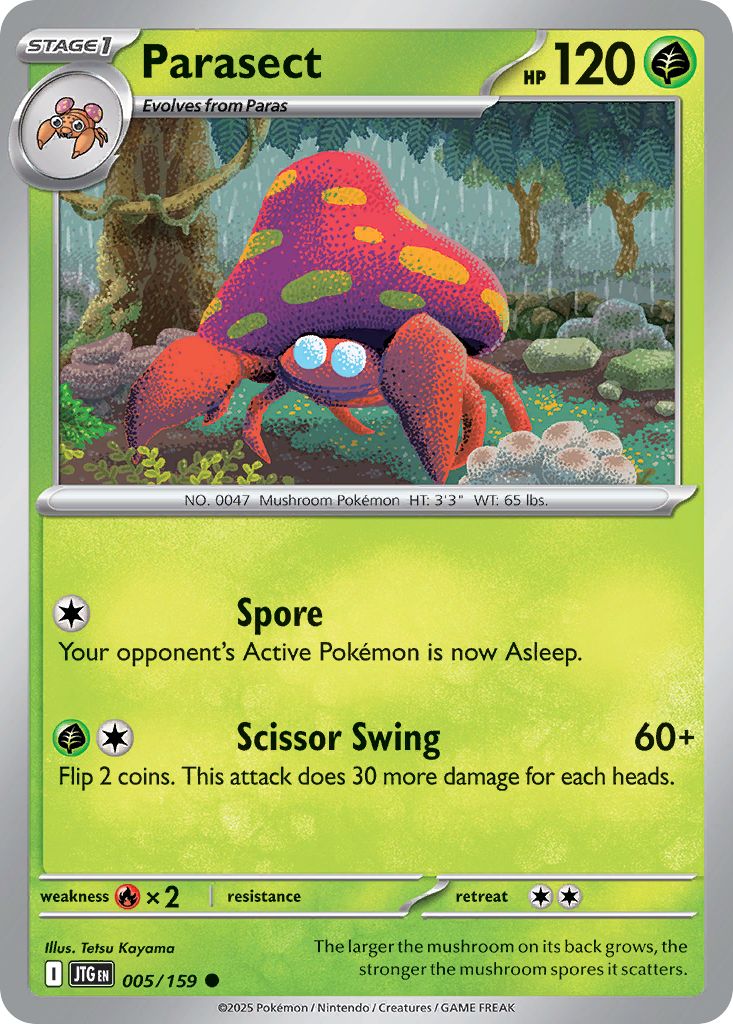 STAGE1
Parasect
HP 120
Evolves from Paras
NO. 0047 Mushroom Pokémon HT: 3'3" WT: 65 lbs.
Spore
Your opponent's Active Pokémon is now Asleep.
Scissor Swing 60+
Flip 2 coins. This attack does 30 more damage for each heads.
weakness ×2 resistance retreat
Illus. Tetsu Kayama
The larger the mushroom on its back grows, the
stronger the mushroom spores it scatters.
I JTG EN 005/159
©2025 Pokémon / Nintendo / Creatures / GAME FREAK